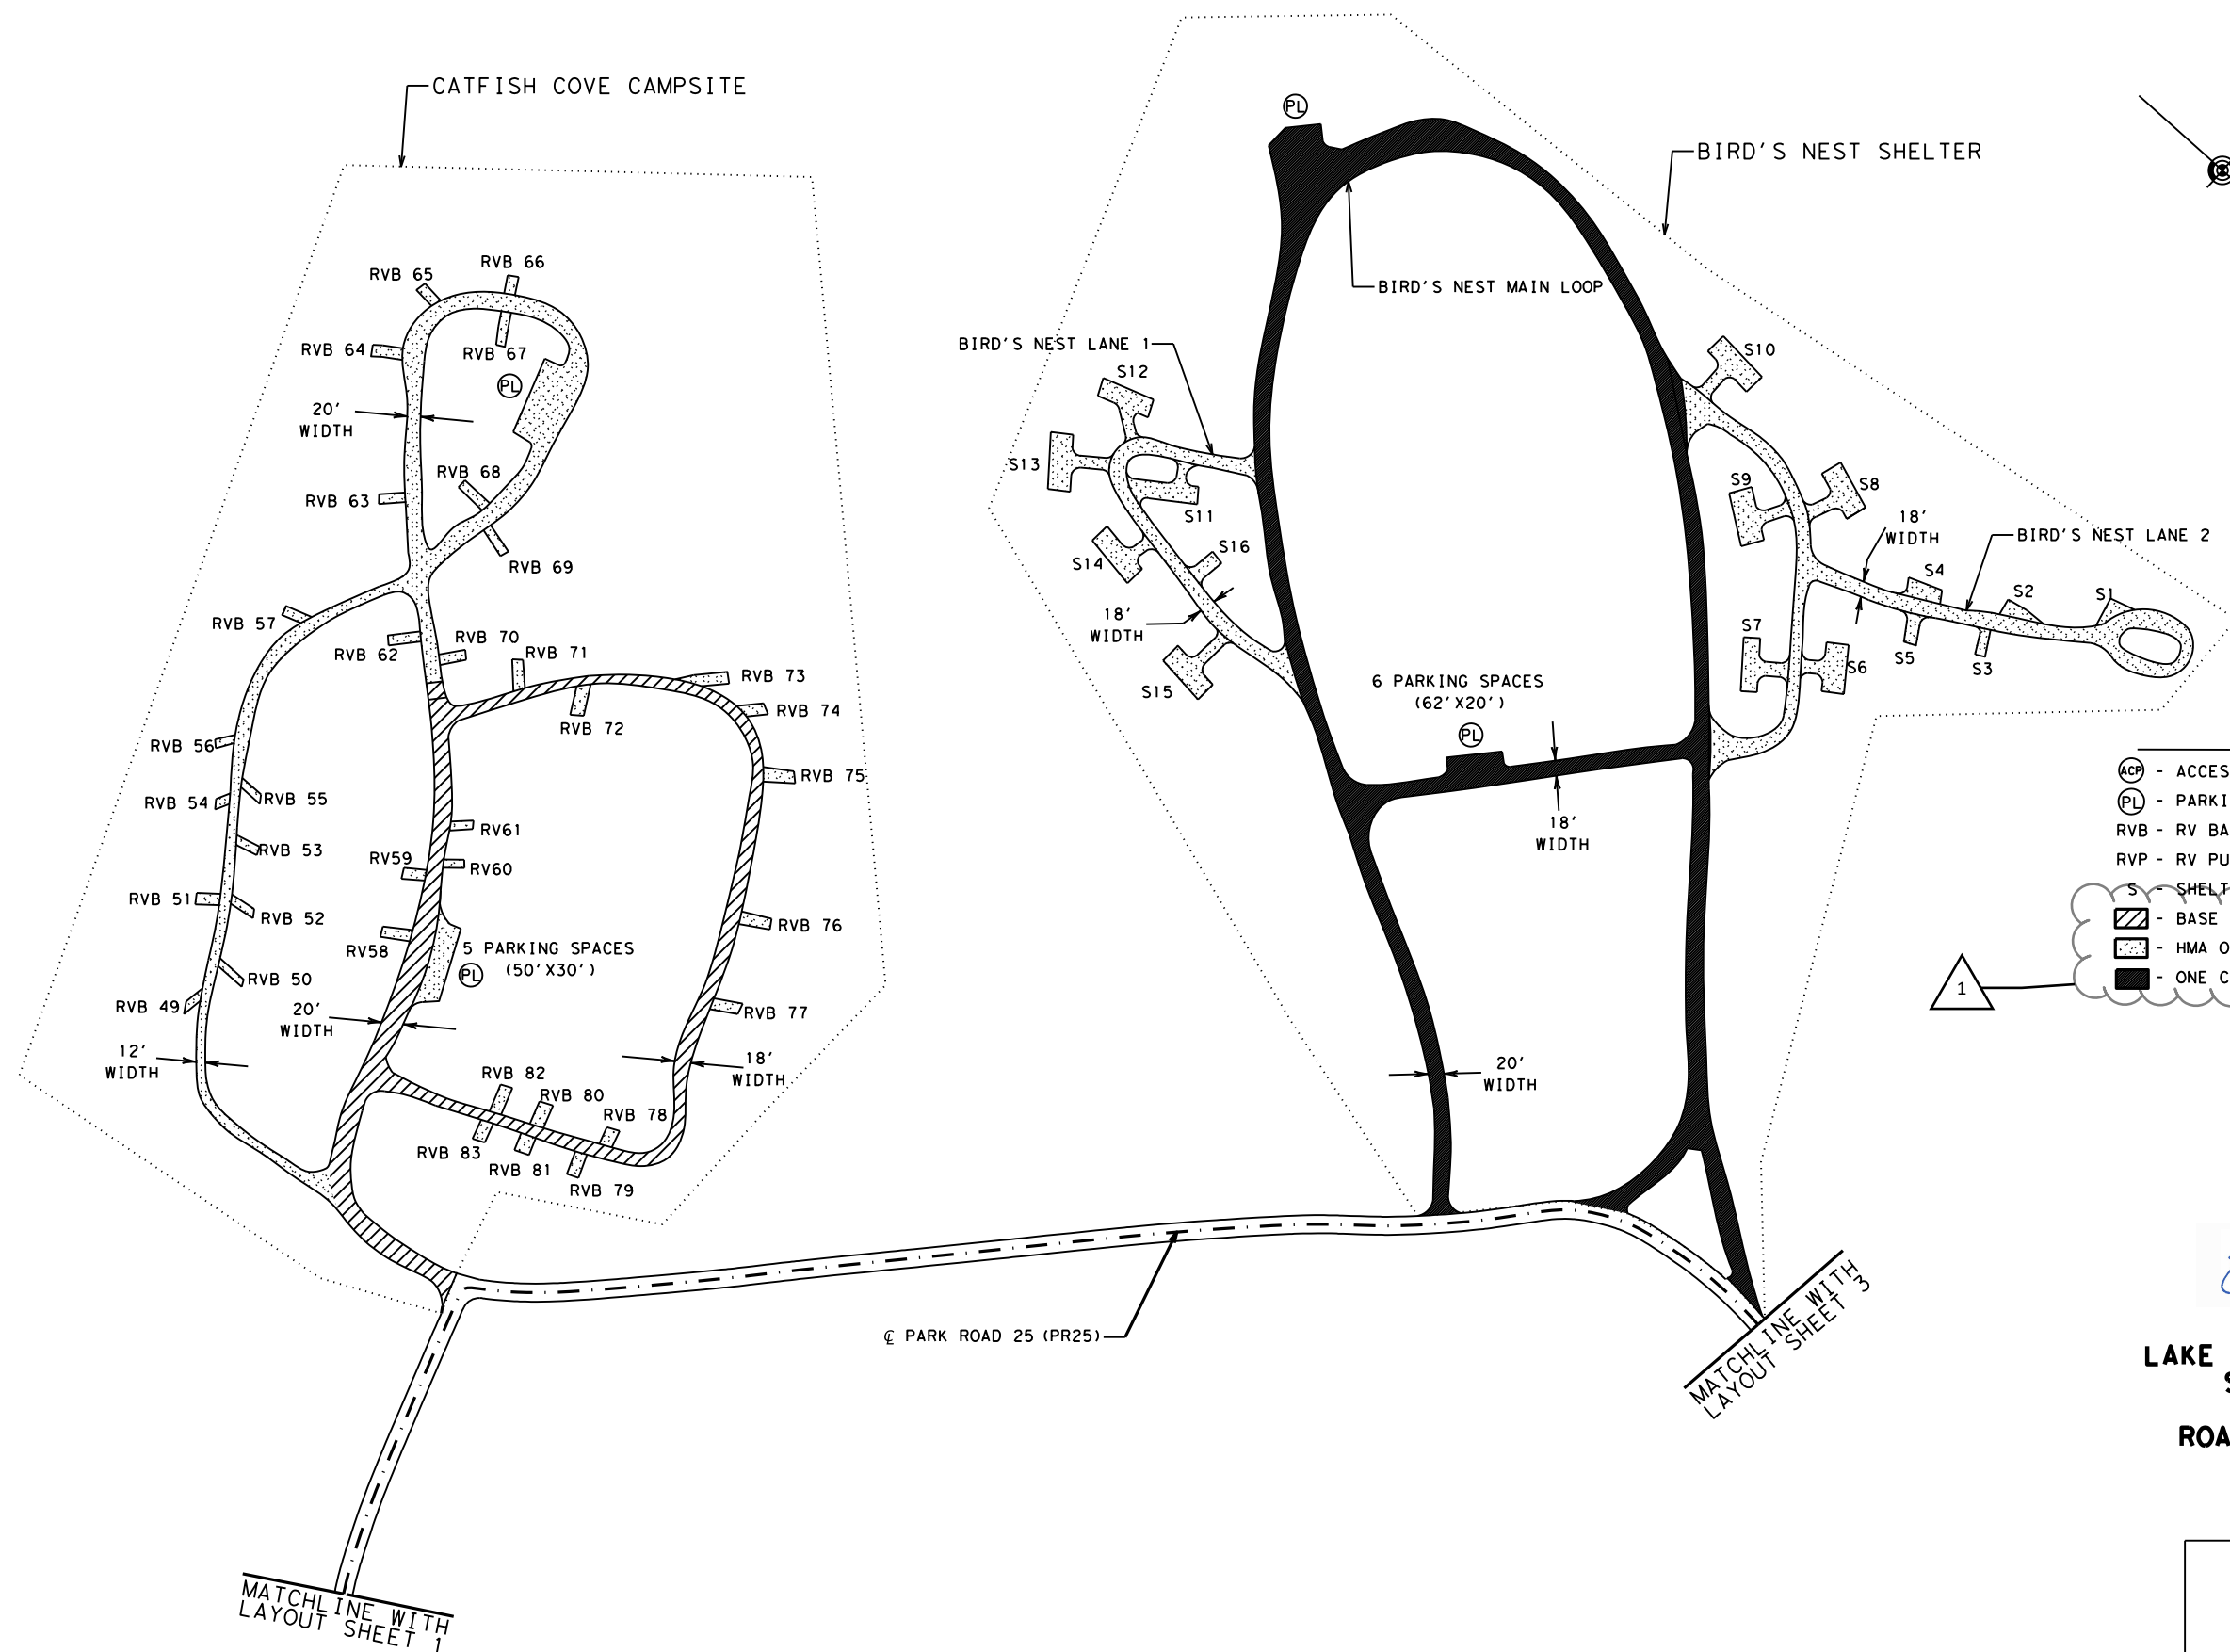 CATFISH COVE CAMPSITE
PL
BIRD'S NEST SHELTER
RVB 66
RVB 65
BIRD'S NEST MAIN LOOP
RVB 64
RVB 67
PL
BIRD'S NEST LANE 1
S10
S12
20'
WIDTH
RVB 68
S13
RVB 63
S9
S8
S11
18'
WIDTH
BIRD'S NEST LANE 2
RVB 69
S14
S16
S4
S2
S1
RVB 57
18'
WIDTH
S7
RVB 70
RVB 62
RVB 71
S5
S3
S6
RVB 73
6 PARKING SPACES
(62'X20')
PL
S15
RVB 74
RVB 72
RVB 56
RVB 75
ACP - ACCES
PL - PARKI
RVB - RV BA
RVP - RV PU
S - SHELT
- BASE
- HMA O
- ONE C
1
RVB 54
RVB 55
RV61
18'
WIDTH
RVB 53
RV59
RV60
RVB 51
RVB 52
RVB 76
RV58
5 PARKING SPACES
(50'X30')
PL
RVB 50
RVB 49
20'
WIDTH
RVB 77
12'
WIDTH
18'
WIDTH
20'
WIDTH
RVB 82
RVB 80
RVB 78
RVB 83
RVB 81
RVB 79
℄ PARK ROAD 25 (PR25)
MATCHLINE WITH
LAYOUT SHEET 3
LAKE
ROA
MATCHLINE WITH
LAYOUT SHEET 1